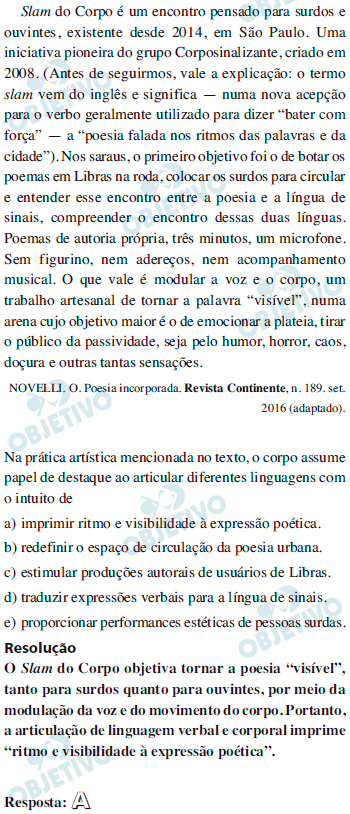 Slam do Corpo é um encontro pensado para surdos e
ouvintes, existente desde 2014, em São Paulo. Uma
iniciativa pioneira do grupo Corposinalizante, criado em
2008. (Antes de seguirmos, vale a explicação: o termo
slam vem do inglês e significa — numa nova acepção
para o verbo geralmente utilizado para dizer “bater com
força” — a “poesia falada nos ritmos das palavras e da
cidade”). Nos saraus, o primeiro objetivo foi o de botar os
poemas em Libras na roda, colocar os surdos para circular
e entender esse encontro entre a poesia e a língua de
sinais, compreender o encontro dessas duas línguas.
Poemas de autoria própria, três minutos, um microfone.
Sem figurino, nem adereços, nem acompanhamento
musical. O que vale é modular a voz e o corpo, um
trabalho artesanal de tornar a palavra “visível”, numa
arena cujo objetivo maior é o de emocionar a plateia, tirar
o público da passividade, seja pelo humor, horror, caos,
doçura e outras tantas sensações.
NOVELLI, O. Poesia incorporada. Revista Continente, n. 189. set.
2016 (adaptado).
Na prática artística mencionada no texto, o corpo assume
papel de destaque ao articular diferentes linguagens com
o intuito de
a) imprimir ritmo e visibilidade à expressão poética.
b) redefinir o espaço de circulação da poesia urbana.
c) estimular produções autorais de usuários de Libras.
d) traduzir expressões verbais para a língua de sinais.
e) proporcionar performances estéticas de pessoas surdas.
Resolução
O Slam do Corpo objetiva tornar a poesia “visível”,
tanto para surdos quanto para ouvintes, por meio da
modulação da voz e do movimento do corpo. Portanto,
a articulação de linguagem verbal e corporal imprime
“ritmo e visibilidade à expressão poética”.
Resposta: A
OBJETIVO
OBJETIVO
OBJETIVO
OBJETIVO
OBJETIVO
OBJETIVO
OBJETIVO
OBJETIVO
OBJETIVO